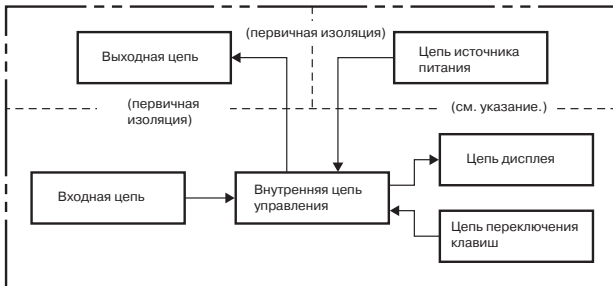 (первичная изоляция)
Выходная цепь
Цепь источника
питания
(первичная
изоляция)
(см. указание.)
Цепь дисплея
Входная цепь
Внутренняя цепь
управления
Цепь переключения
клавиш